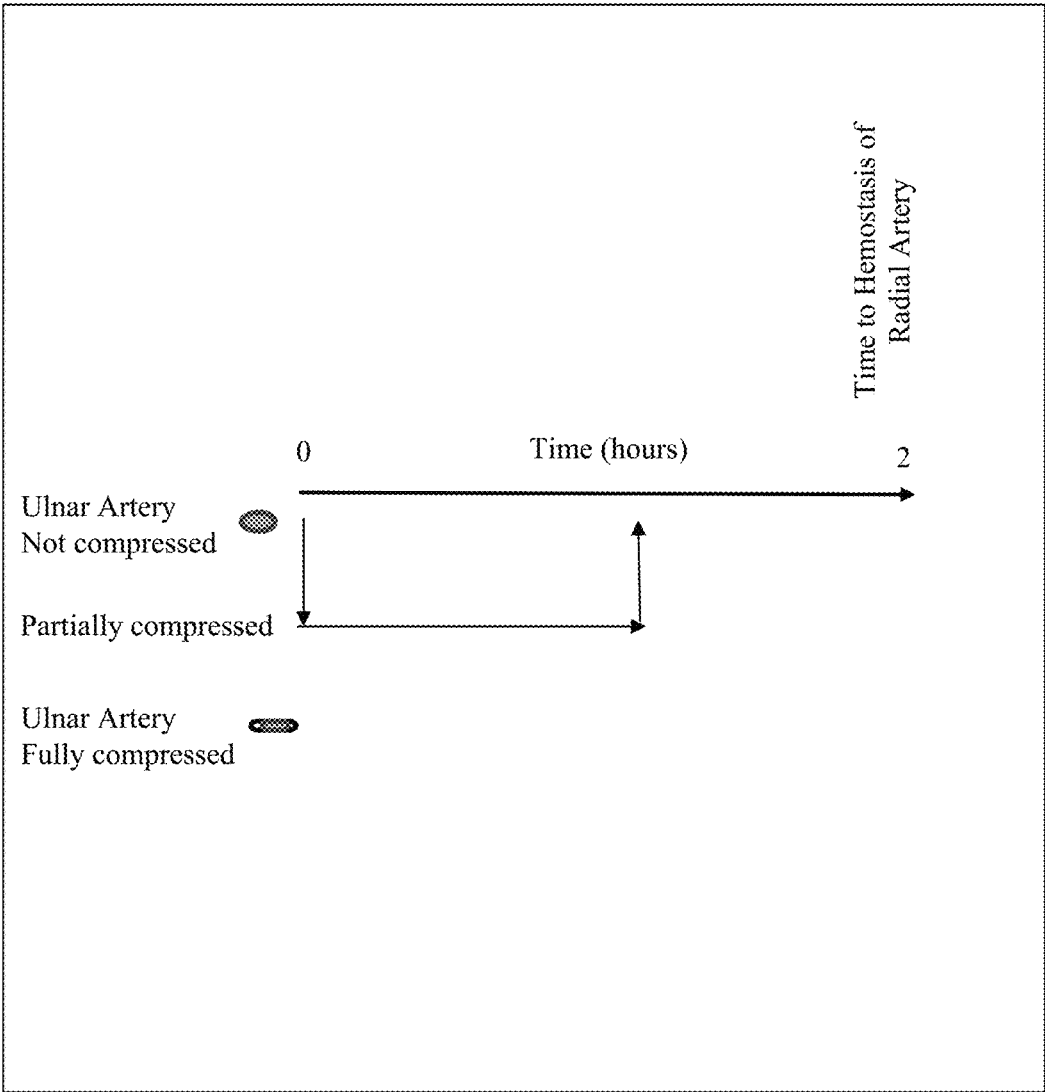 Time to Hemostasis of
Radial Artery
0
Time (hours)
2
Ulnar Artery
Not compressed
Partially compressed
Ulnar Artery
Fully compressed